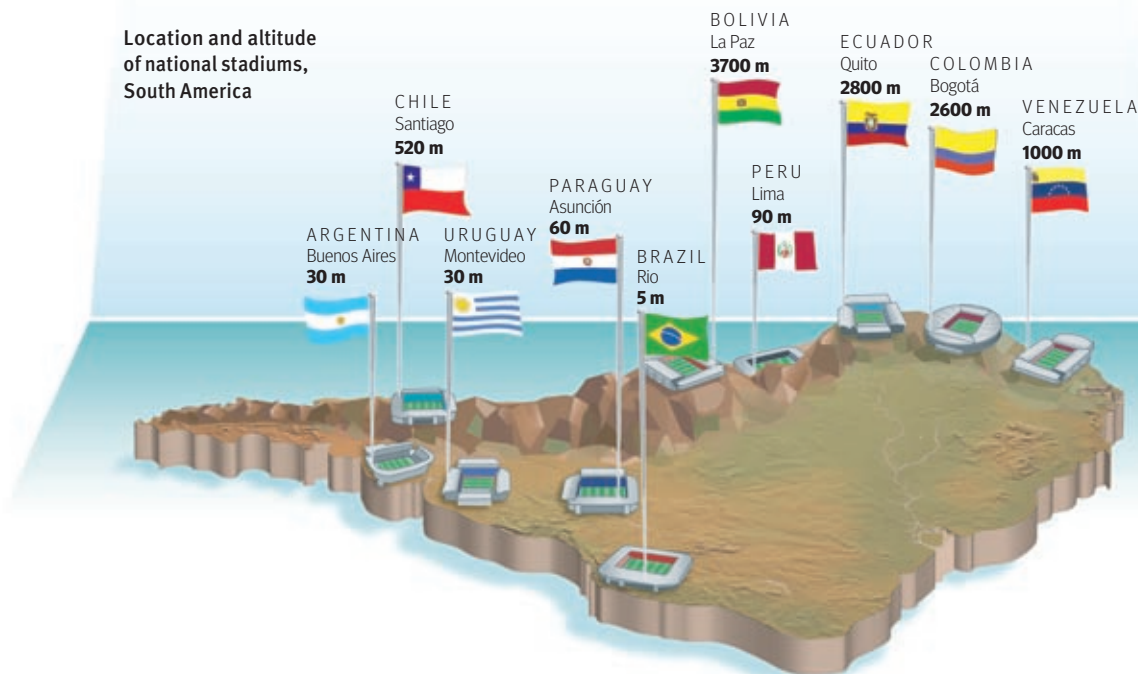 Location and altitude
of national stadiums,
South America
CHILE
Santiago
520 m
ARGENTINA
Buenos Aires
30 m
URUGUAY
Montevideo
30 m
PARAGUAY
Asunción
60 m
BRAZIL
Rio
5 m
BOLIVIA
La Paz
3700 m
PERU
Lima
90 m
ECUADOR
Quito
2800 m
COLOMBIA
Bogotá
2600 m
VENEZUELA
Caracas
1000 m